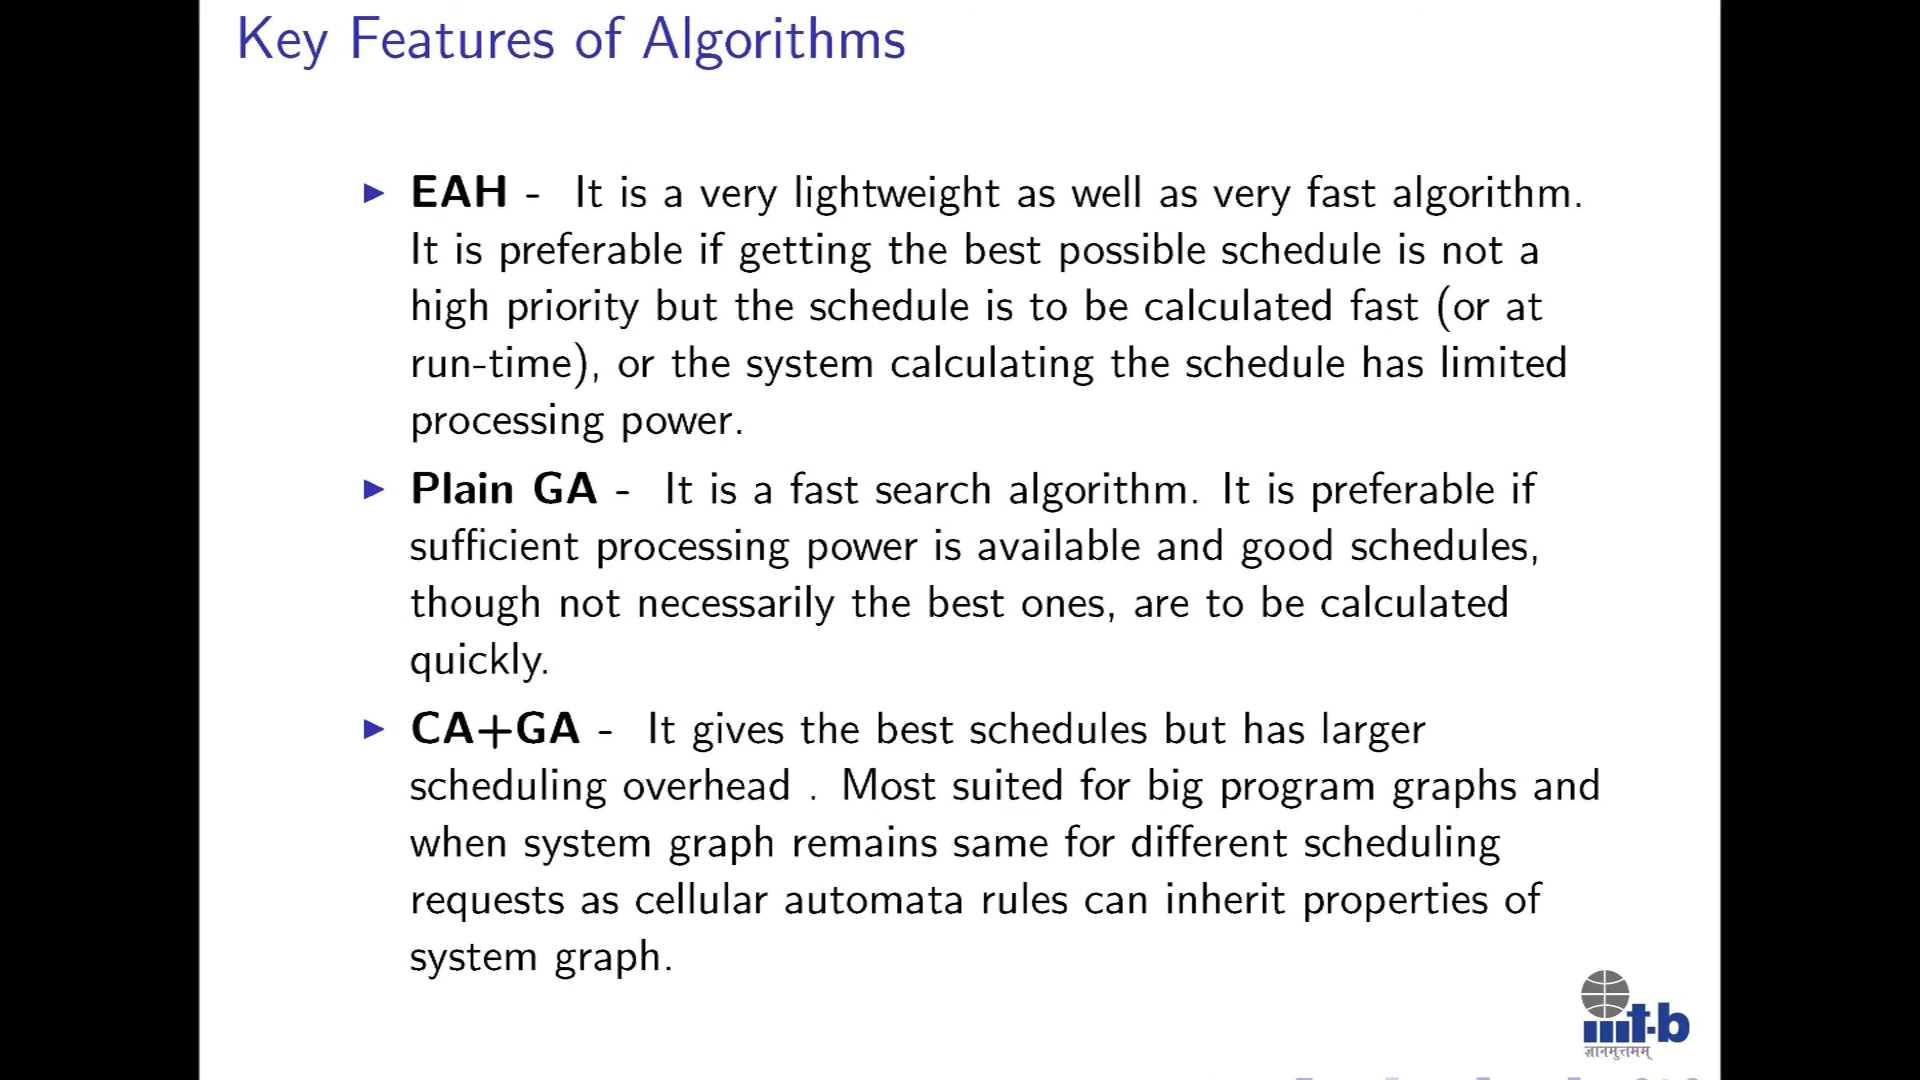 Key Features of Algorithms
EAH - It is a very lightweight as well as very fast algorithm.
It is preferable if getting the best possible schedule is not a
high priority but the schedule is to be calculated fast (or at
run-time), or the system calculating the schedule has limited
processing power.
Plain GA - It is a fast search algorithm. It is preferable if
sufficient processing power is available and good schedules,
though not necessarily the best ones, are to be calculated
quickly.
CA+GA - It gives the best schedules but has larger
scheduling overhead . Most suited for big program graphs and
when system graph remains same for different scheduling
requests as cellular automata rules can inherit properties of
system graph.
iiit-b
ज्ञानमुत्तमम्